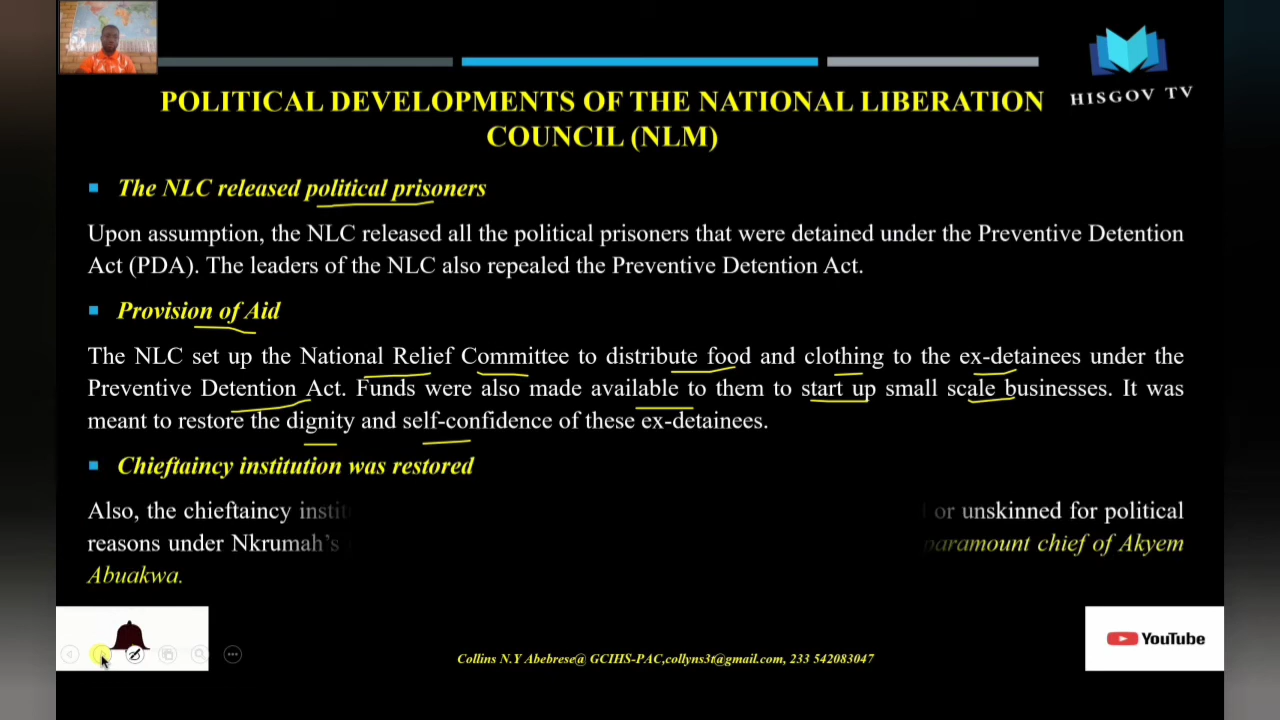 HISGOV TV
POLITICAL DEVELOPMENTS OF THE NATIONAL LIBERATION
COUNCIL (NLM)
The NLC released political prisoners
Upon assumption, the NLC released all the political prisoners that were detained under the Preventive Detention
Act (PDA). The leaders of the NLC also repealed the Preventive Detention Act.
Provision of Aid
The NLC set up the National Relief Committee to distribute food and clothing to the ex-detainees under the
Preventive Detention Act. Funds were also made available to them to start up small scale businesses. It was
meant to restore the dignity and self-confidence of these ex-detainees.
Chieftaincy institution was restored
Also, the chieftaincy or unskinned for political
reasons under Nkrumah's paramount chief of Akyem
Abuakwa.
YouTube
Collins N.Y Abebrese@ GCIHS-PAC,collyns3t@gmail.com, 233 542083047